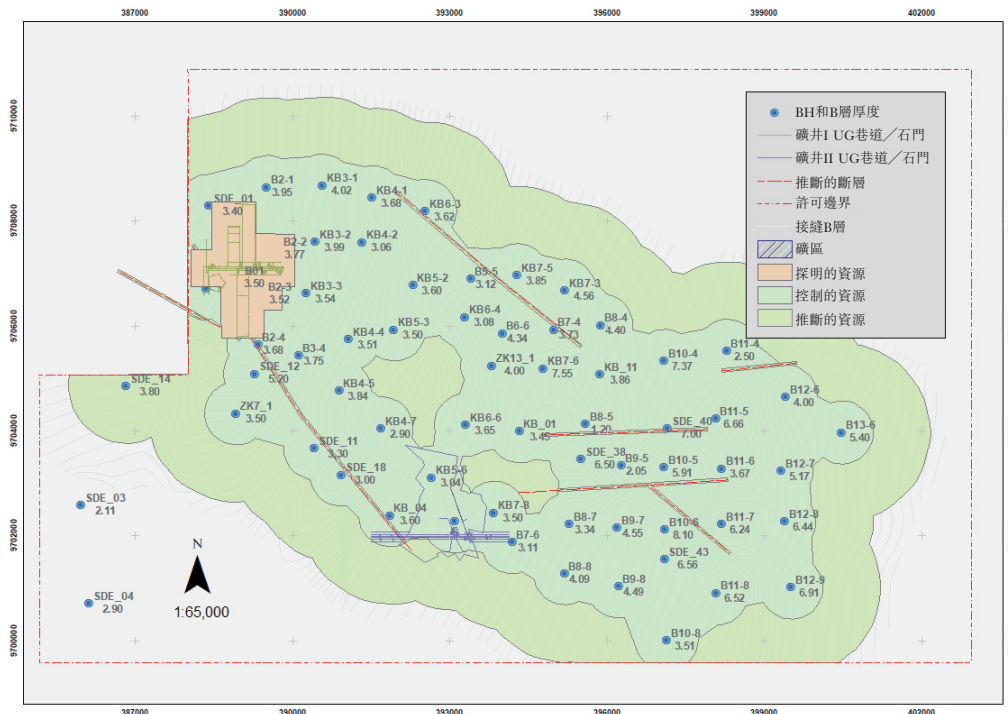 387000 390000 393000 396000 399000 402000
9710000
9708000
9706000
9704000
9702000
9700000
BH和B層厚度
礦井I UG巷道／石門
礦井II UG巷道／石門
推斷的斷層
許可邊界
接縫B層
礦區
探明的資源
控制的資源
推斷的資源
B2-1
3.95
KB3-1
4.02
KB4-1
3.68
SDE_01
3.40
KB6-3
3.62
B2-2
3.77
KB3-2
3.99
KB4-2
3.06
B01
3.50
B2-3
3.52
KB3-3
3.54
KB5-2
3.60
B5-5
3.12
KB7-5
3.85
KB7-3
4.56
KB6-4
3.08
B6-6
4.34
B7-4
3.73
B8-4
4.40
B2-4
3.68
B3-4
3.75
KB4-4
3.51
KB5-3
3.50
B11-4
2.50
SDE_12
5.20
ZK13_1
4.00
KB7-6
7.55
KB_11
3.86
B10-4
7.37
SDE_14
3.80
KB4-5
3.84
B12-6
4.00
ZK7_1
3.50
KB4-7
2.90
KB6-6
3.65
KB_01
3.45
B8-5
1.20
SDE_40
7.00
B11-5
6.66
B13-6
5.40
SDE_11
3.30
SDE_38
6.50
B9-5
2.05
B10-5
5.91
B11-6
3.67
B12-7
5.17
SDE_18
3.00
KB5-6
3.04
SDE_03
2.11
KB_04
3.60
KB7-8
3.50
B7-6
3.11
B8-7
3.34
B9-7
4.55
B10-6
8.10
B11-7
6.24
B12-8
6.44
SDE_43
6.56
B8-8
4.09
B9-8
4.49
B11-8
6.52
B12-9
6.91
SDE_04
2.90
B10-8
3.51
N
1:65,000
387000 390000 393000 396000 399000 402000